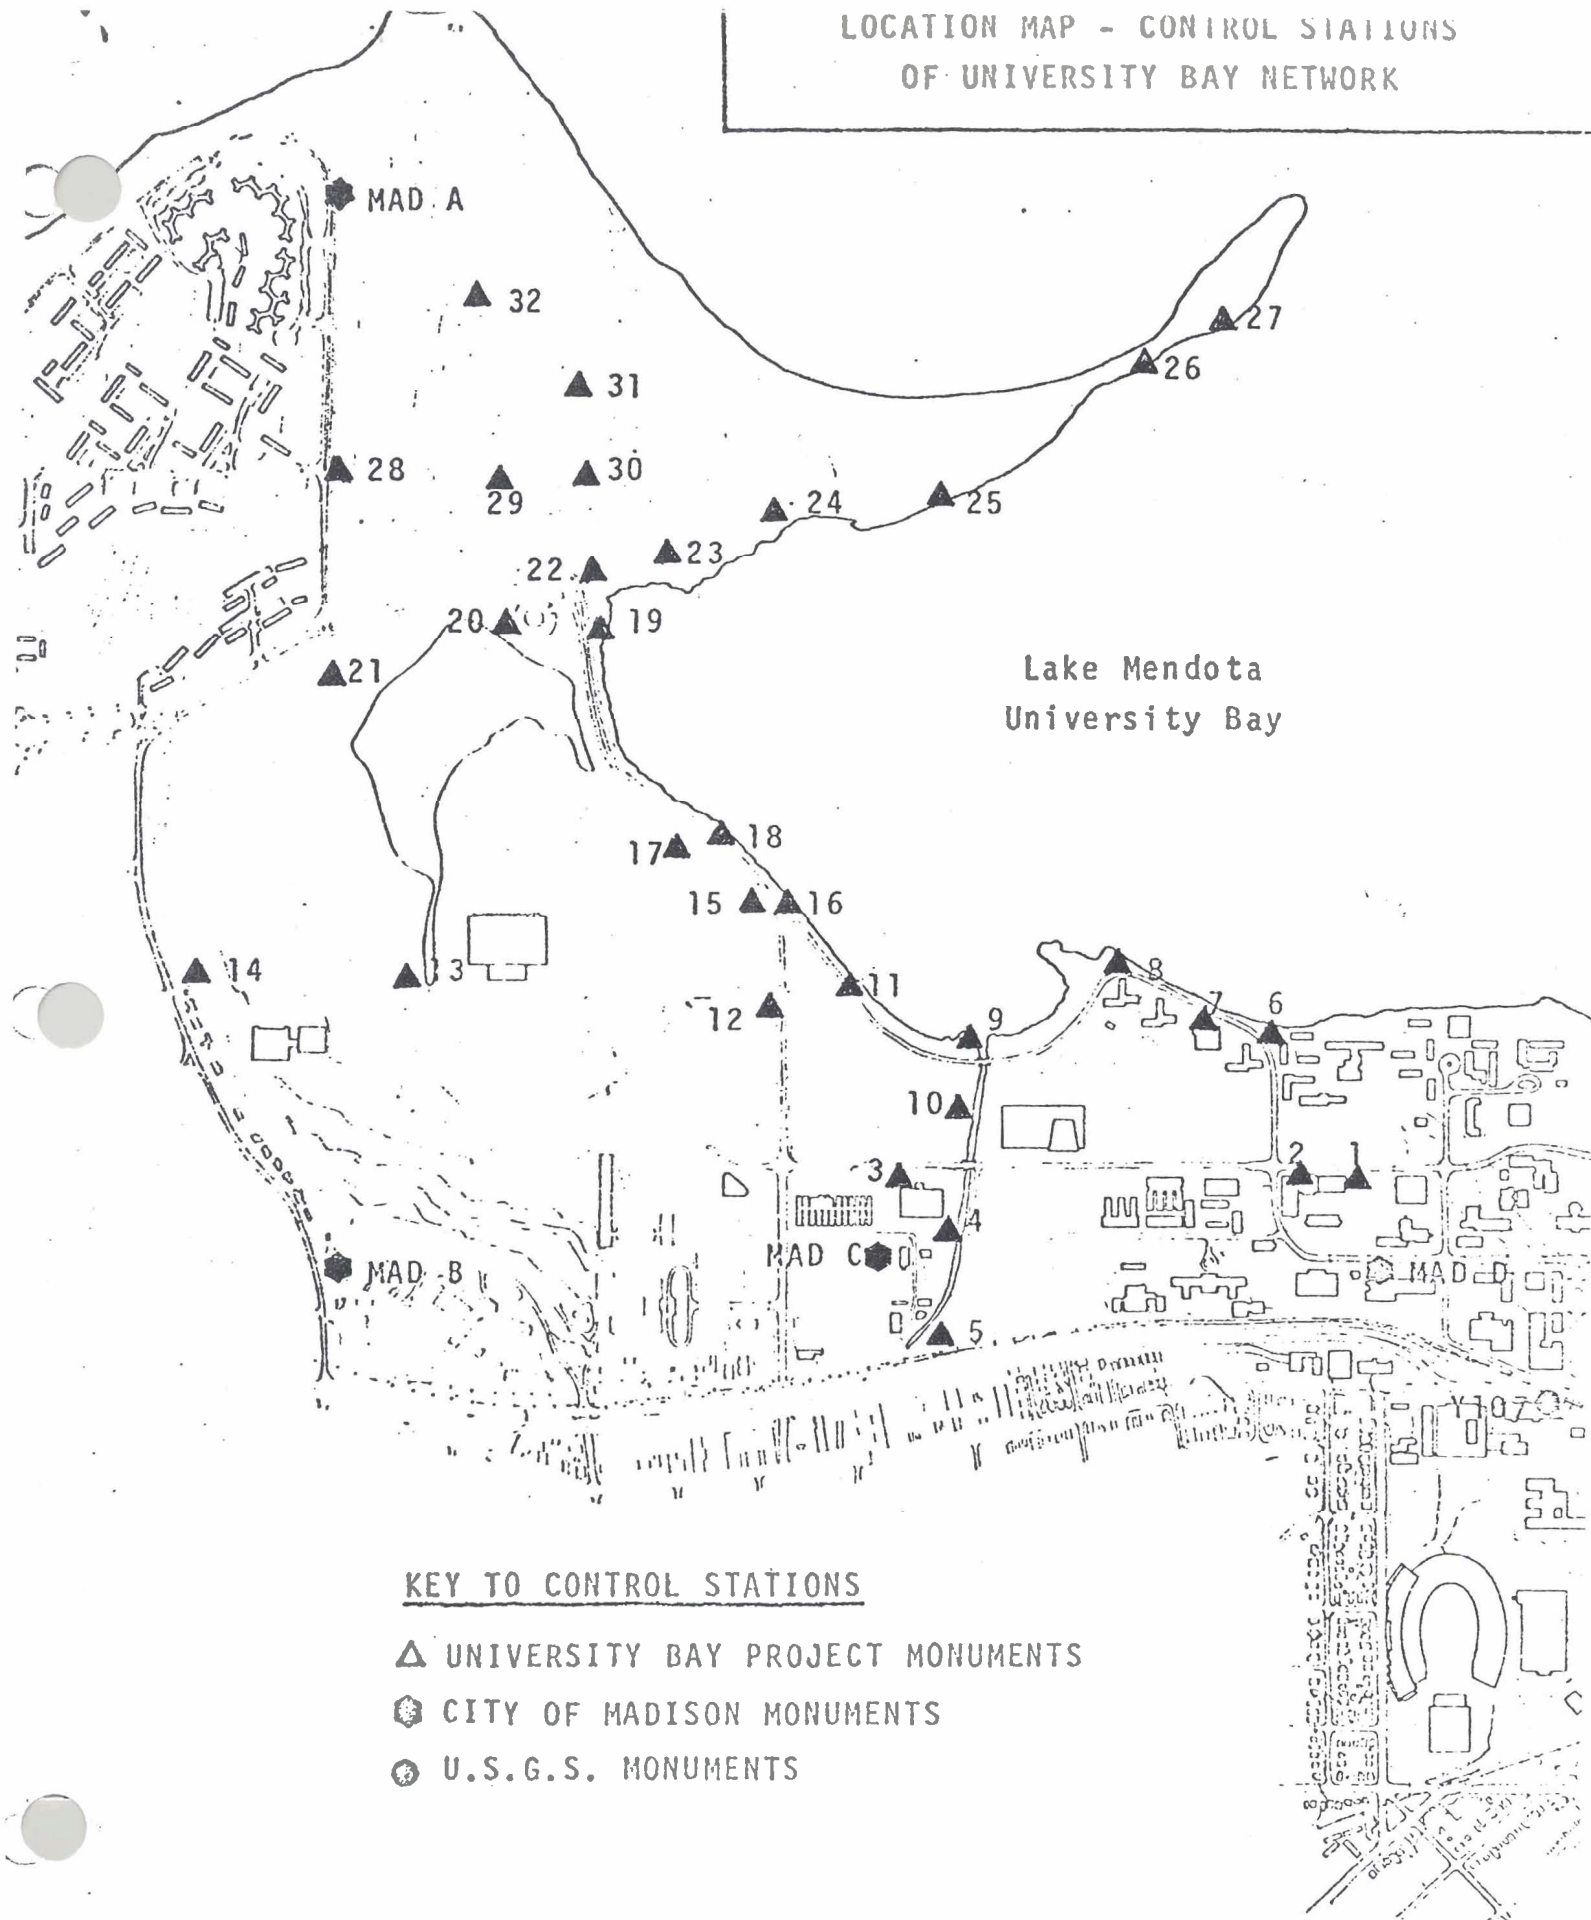 LOCATION MAP - CONTROL STATIONS
OF UNIVERSITY BAY NETWORK
MAD A
32
27
26
31
28
29
30
24
25
23
22
20
19
21
Lake Mendota
University Bay
18
17
15
16
14
13
11
12
8
7
6
9
10
3
2
1
4
MAD C
MAD B
MAD D
5
Y107
KEY TO CONTROL STATIONS
UNIVERSITY BAY PROJECT MONUMENTS
CITY OF MADISON MONUMENTS
U.S.G.S. MONUMENTS